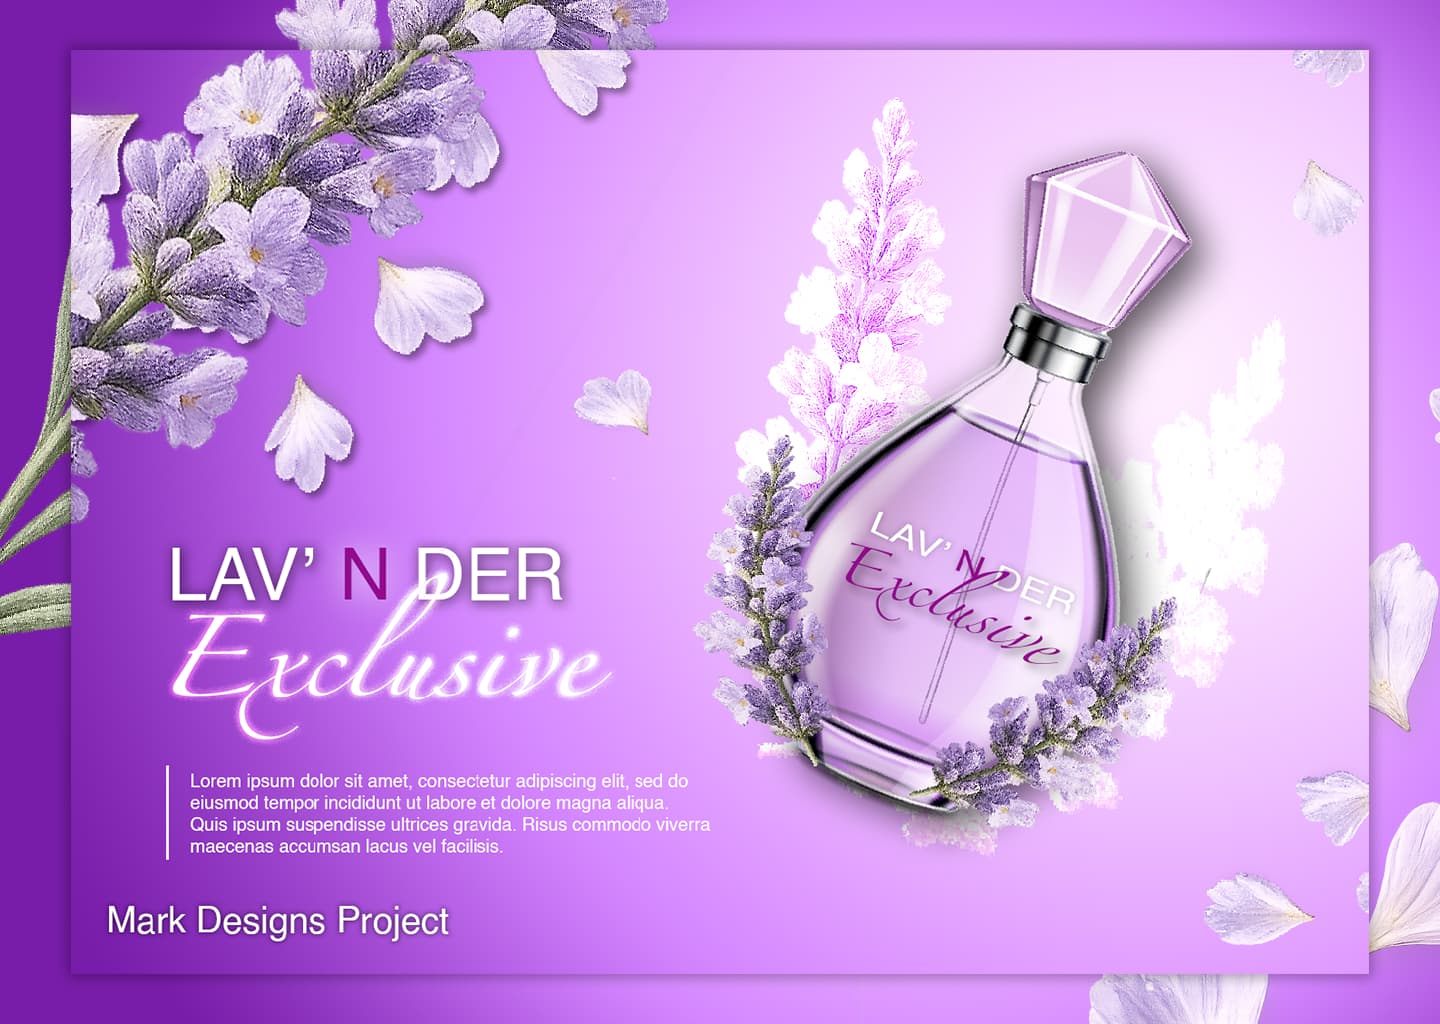 LAV’ N DER
Exclusive
Lorem ipsum dolor sit amet, consectetur adipiscing elit, sed do
eiusmod tempor incididunt ut labore et dolore magna aliqua.
Quis ipsum suspendisse ultrices gravida. Risus commodo viverra
maecenas accumsan lacus vel facilisis.
Mark Designs Project
LAV’ N DER
Exclusive